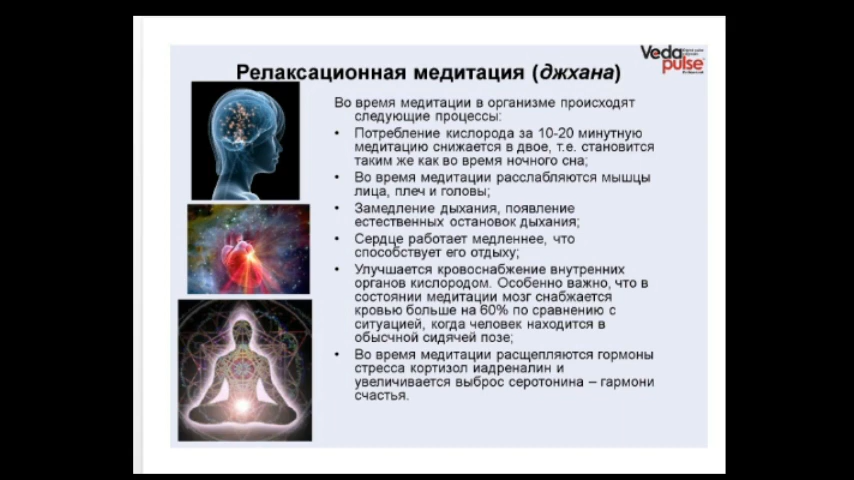 Veda
pulse
Релаксационная медитация (джхана)
Во время медитации в организме происходят
следующие процессы:
• Потребление кислорода за 10-20 минутную
медитацию снижается в двое, т.е. становится
таким же как во время ночного сна;
• Во время медитации расслабляются мышцы
лица, плеч и головы;
• Замедление дыхания, появление
естественных остановок дыхания;
• Сердце работает медленнее, что
способствует его отдыху;
• Улучшается кровоснабжение внутренних
органов кислородом. Особенно важно, что в
состоянии медитации мозг снабжается
кровью больше на 60% по сравнению с
ситуацией, когда человек находится в
обысчной сидячей позе;
• Во время медитации расщепляются гормоны
стресса кортизол иадреналин и
увеличивается выброс серотонина – гармони
счастья.